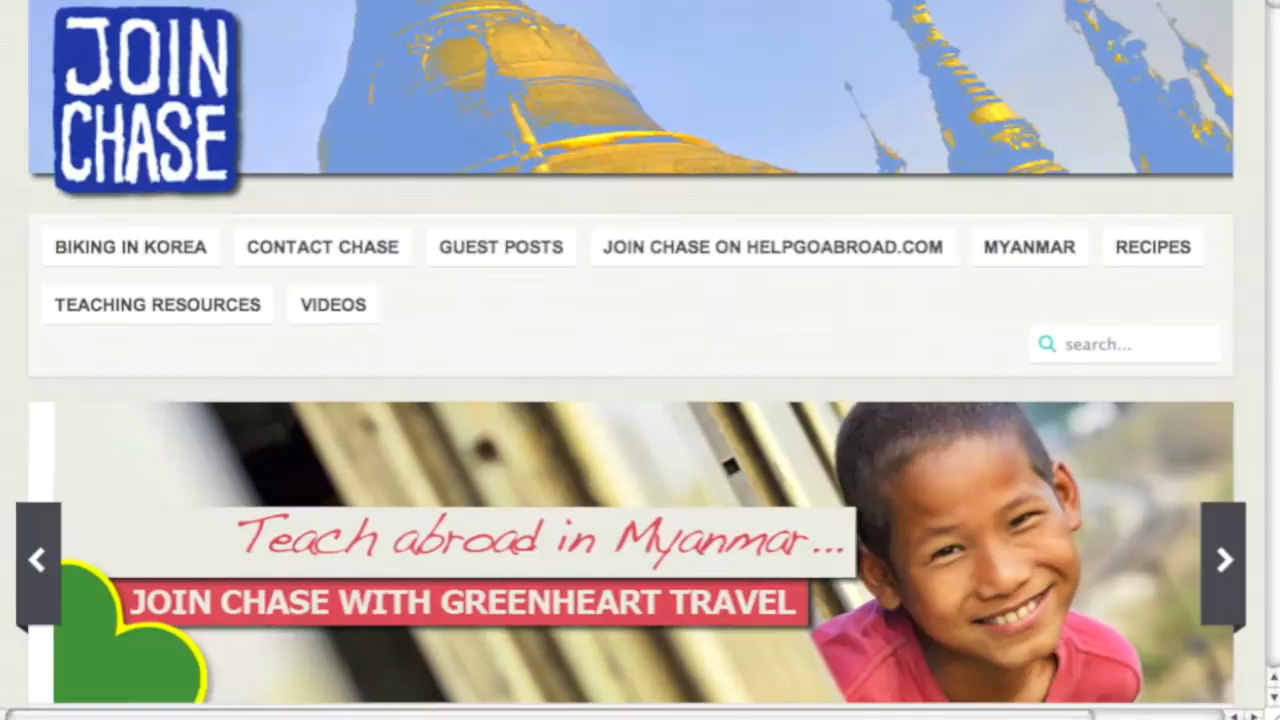 JOIN
CHASE
BIKING IN KOREA
CONTACT CHASE
GUEST POSTS
JOIN CHASE ON HELPGOABROAD.COM
MYANMAR
RECIPES
TEACHING RESOURCES
VIDEOS
search...
Teach abroad in Myanmar...
JOIN CHASE WITH GREENHEART TRAVEL